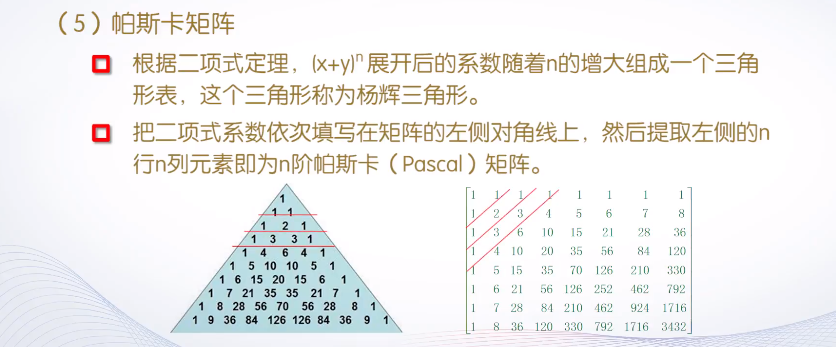 （5）帕斯卡矩阵
根据二项式定理，(x+y)ⁿ展开后的系数随着n的增大组成一个三角
形表，这个三角形称为杨辉三角形。
把二项式系数依次填写在矩阵的左侧对角线上，然后提取左侧的n
行n列元素即为n阶帕斯卡（Pascal）矩阵。
1
1 1
1 2 1
1 3 3 1
1 4 6 4 1
1 5 10 10 5 1
1 6 15 20 15 6 1
1 7 21 35 35 21 7 1
1 8 28 56 70 56 28 8 1
1 9 36 84 126 126 84 36 9 1
1 1 1 1 1 1 1 1
1 2 3 4 5 6 7 8
1 3 6 10 15 21 28 36
1 4 10 20 35 56 84 120
1 5 15 35 70 126 210 330
1 6 21 56 126 252 462 792
1 7 28 84 210 462 924 1716
1 8 36 120 330 792 1716 3432